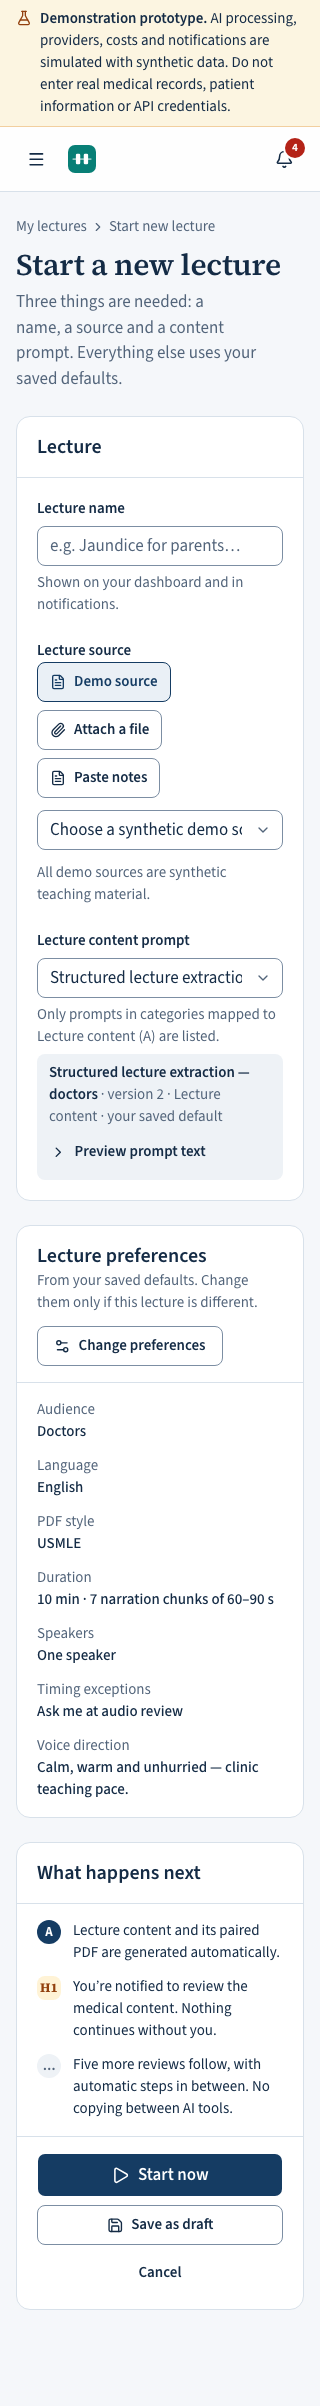 Demonstration prototype. AI processing,
providers, costs and notifications are
simulated with synthetic data. Do not
enter real medical records, patient
information or API credentials.
4
My lectures > Start new lecture
Start a new lecture
Three things are needed: a
name, a source and a content
prompt. Everything else uses your
saved defaults.
Lecture
Lecture name
e.g. Jaundice for parents…
Shown on your dashboard and in
notifications.
Lecture source
Demo source
Attach a file
Paste notes
Choose a synthetic demo
All demo sources are synthetic
teaching material.
Lecture content prompt
Structured lecture extractio
Only prompts in categories mapped to
Lecture content (A) are listed.
Structured lecture extraction —
doctors · version 2 · Lecture
content · your saved default
Preview prompt text
Lecture preferences
From your saved defaults. Change
them only if this lecture is different.
Change preferences
Audience
Doctors
Language
English
PDF style
USMLE
Duration
10 min · 7 narration chunks of 60–90 s
Speakers
One speaker
Timing exceptions
Ask me at audio review
Voice direction
Calm, warm and unhurried — clinic
teaching pace.
What happens next
A Lecture content and its paired
PDF are generated automatically.
H1 You're notified to review the
medical content. Nothing
continues without you.
… Five more reviews follow, with
automatic steps in between. No
copying between AI tools.
Start now
Save as draft
Cancel